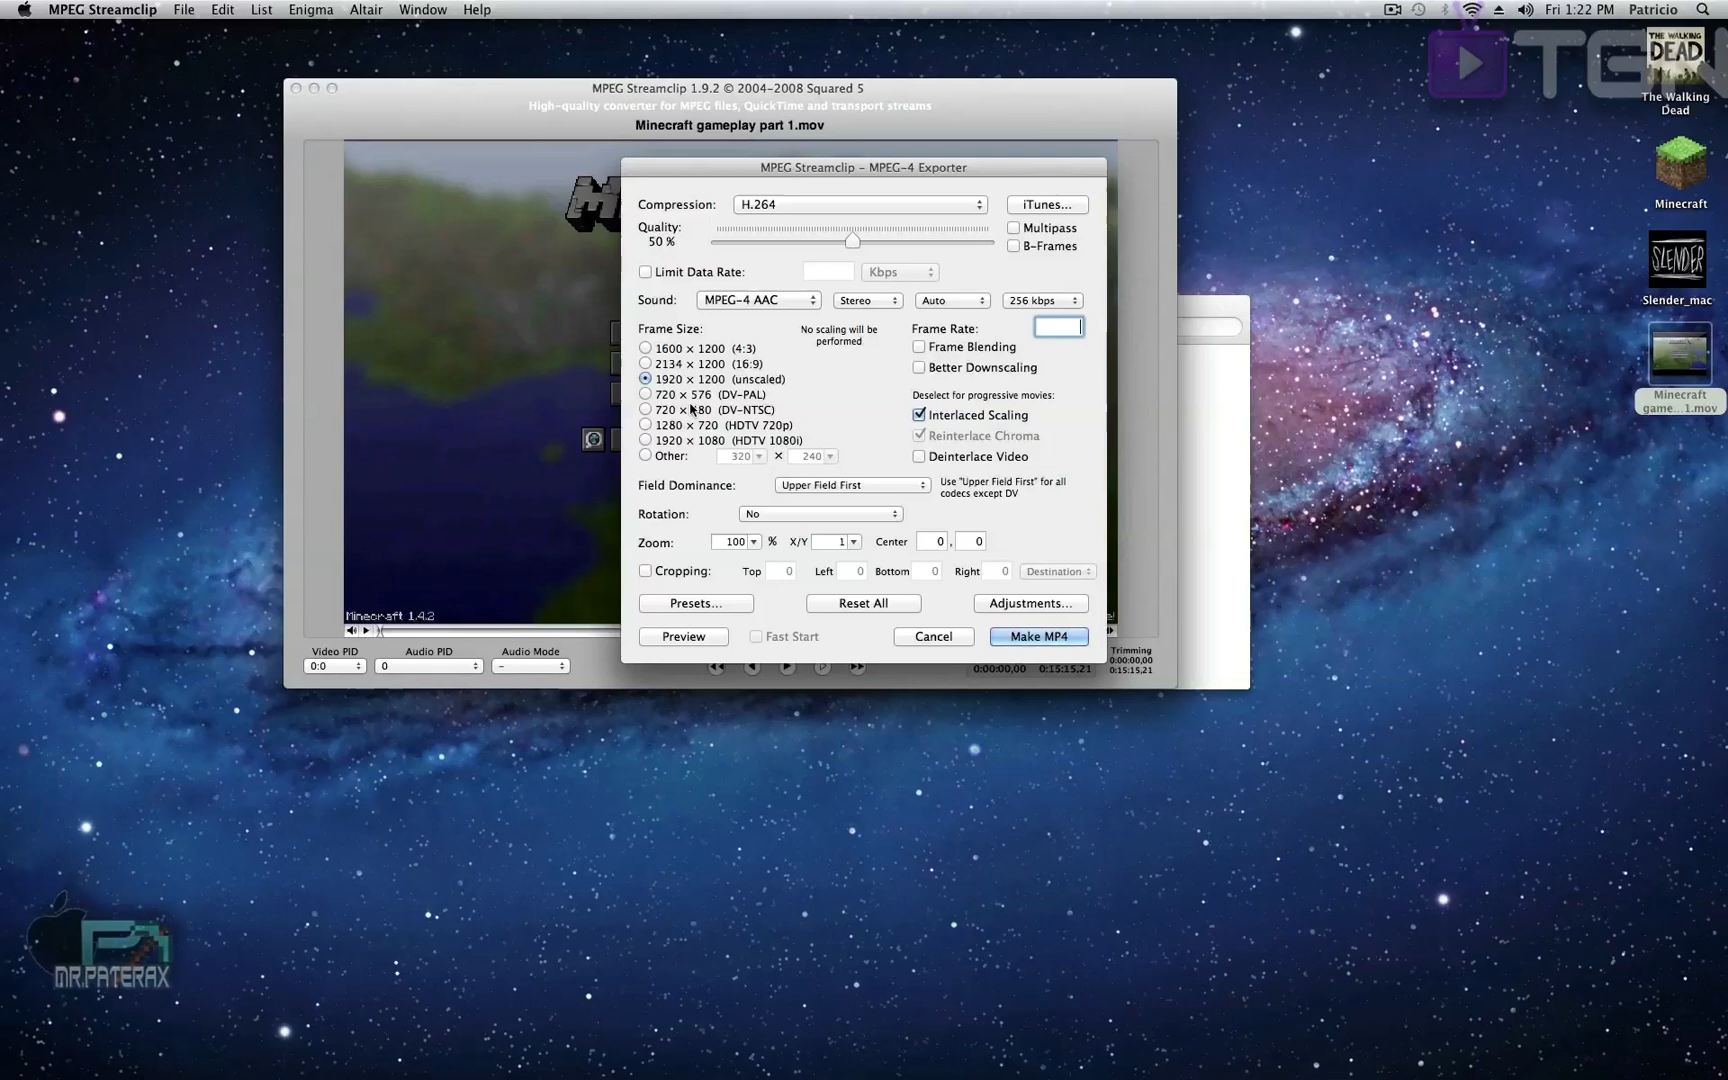 MPEG Streamclip File Edit List Enigma Altair Window Help Fri 1:22 PM Patricio
MPEG Streamclip 1.9.2 © 2004-2008 Squared 5
High-quality converter for MPEG files, QuickTime and transport streams
Minecraft gameplay part 1.mov
MPEG Streamclip – MPEG-4 Exporter
Compression: H.264 iTunes...
Quality: Multipass
50 % B-Frames
Limit Data Rate: Kbps
Sound: MPEG-4 AAC Stereo Auto 256 kbps
Frame Size: No scaling will be performed Frame Rate:
1600 × 1200 (4:3) Frame Blending
2134 × 1200 (16:9) Better Downscaling
1920 × 1200 (unscaled)
720 × 576 (DV-PAL) Deselect for progressive movies:
720 × 480 (DV-NTSC) Interlaced Scaling
1280 × 720 (HDTV 720p) Reinterlace Chroma
1920 × 1080 (HDTV 1080i)
Other: 320 × 240 Deinterlace Video
Field Dominance: Upper Field First Use "Upper Field First" for all
codecs except DV
Rotation: No
Zoom: 100 % X/Y 1 Center 0 , 0
Cropping: Top 0 Left 0 Bottom 0 Right 0 Destination
Presets... Reset All Adjustments...
Preview Fast Start Cancel Make MP4
Minecraft 1.4.2
Video PID Audio PID Audio Mode Trimming
0:0 0 – 0:00:00,00 0:15:15,21 0:00:00,00
0:15:15,21
TGN
THE WALKING
DEAD
The Walking
Dead
Minecraft
SLENDER
Slender_mac
Minecraft
game...1.mov
MR.PATERAX